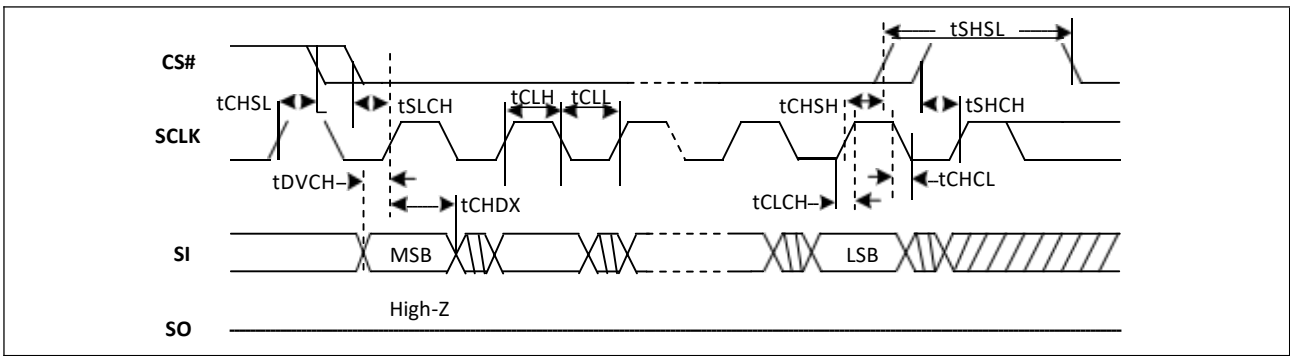 tSHSL
CS#
tCHSL
tSLCH
tCLH
tCLL
tCHSH
tSHCH
SCLK
tDVCH
tCHDX
tCLCH
tCHCL
SI
MSB
LSB
High-Z
SO